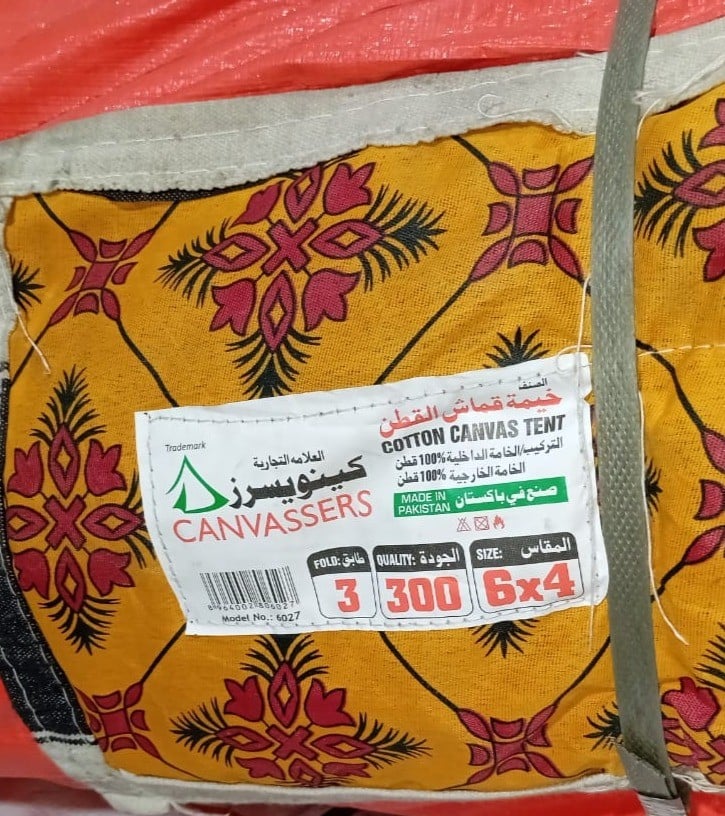 الصنف
خيمة قماش القطن
COTTON CANVAS TENT
التركيب/الخامة الداخلية 100% قطن
الخامة الخارجية 100% قطن
MADE IN PAKISTAN صنع في باكستان
Trademark
العلامه التجارية
كينويسرز
CANVASSERS
8964002806027
Model No.: 6027
FOLD: طابق:
3
QUALITY: الجودة:
300
SIZE: المقاس:
6x4